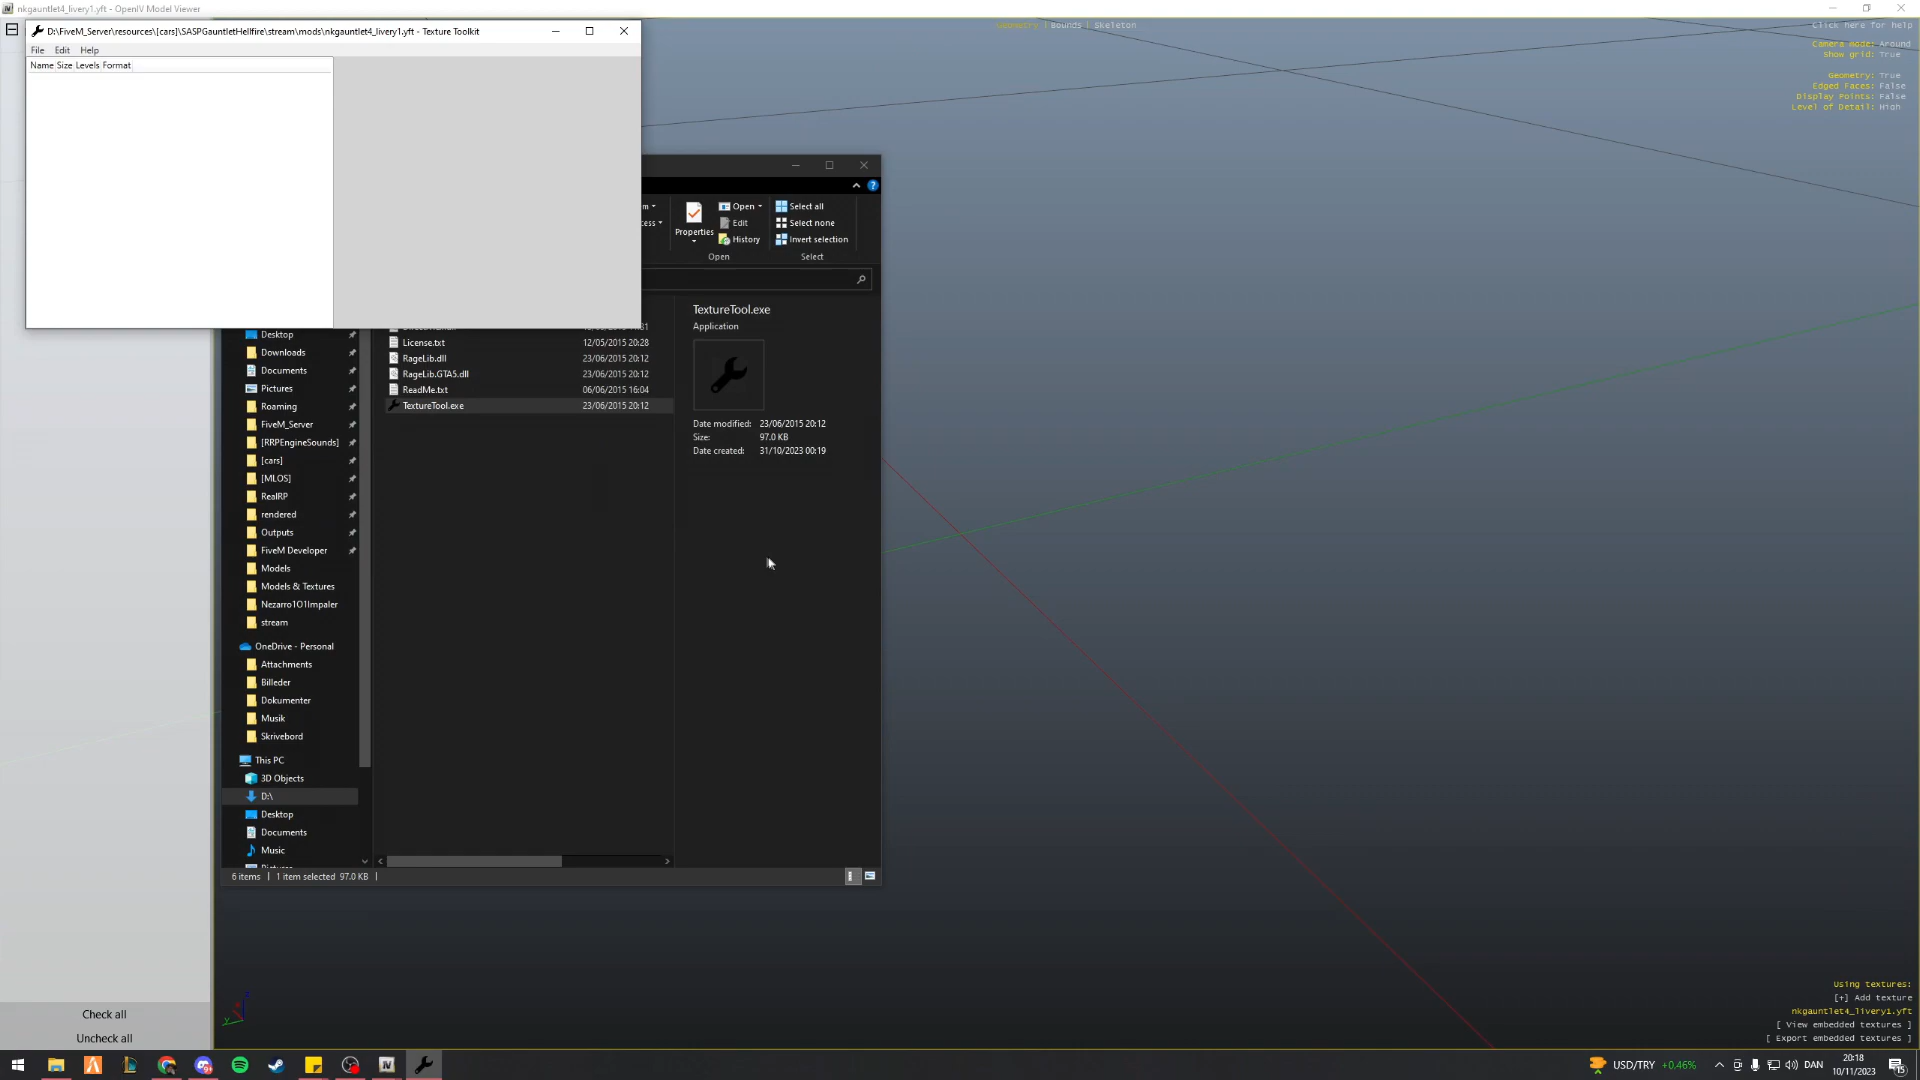 nkgauntlet4_livery1.yft - OpenIV Model Viewer
D:\FiveM_Server\resources\[cars]\SASPGauntletHellfire\stream\mods\nkgauntlet4_livery1.yft - Texture Toolkit
File Edit Help
Name Size Levels Format
Geometry | Bounds | Skeleton
Click here for help
Camera mode: Around
Show grid: True
Geometry: True
Edged Faces: False
Display Points: False
Level of Detail: High
Properties
Open
Edit
History
Open
Select all
Select none
Invert selection
Select
License.txt 12/05/2015 20:28
RageLib.dll 23/06/2015 20:12
RageLib.GTA5.dll 23/06/2015 20:12
ReadMe.txt 06/06/2015 16:04
TextureTool.exe 23/06/2015 20:12
TextureTool.exe
Application
Date modified: 23/06/2015 20:12
Size: 97.0 KB
Date created: 31/10/2023 00:19
Desktop
Downloads
Documents
Pictures
Roaming
FiveM_Server
[RRPEngineSounds]
[cars]
[MLOS]
RealRP
rendered
Outputs
FiveM Developer
Models
Models & Textures
Nezarro1O1Impaler
stream
OneDrive - Personal
Attachments
Billeder
Dokumenter
Musik
Skrivebord
This PC
3D Objects
D:\
Desktop
Documents
Music
6 items | 1 item selected 97.0 KB |
Check all
Uncheck all
Using textures:
[+] Add texture
nkgauntlet4_livery1.yft
[ View embedded textures ]
[ Export embedded textures ]
USD/TRY +0.46%
DAN
20:18
10/11/2023
15